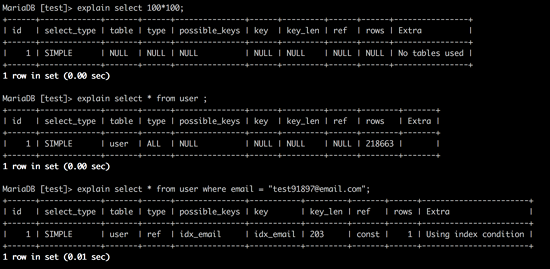 MariaDB [test]> explain select 100*100;
+------+-------------+-------+------+---------------+------+---------+------+------+----------------+
| id   | select_type | table | type | possible_keys | key  | key_len | ref  | rows | Extra          |
+------+-------------+-------+------+---------------+------+---------+------+------+----------------+
|    1 | SIMPLE      | NULL  | NULL | NULL          | NULL | NULL    | NULL | NULL | No tables used |
+------+-------------+-------+------+---------------+------+---------+------+------+----------------+
1 row in set (0.00 sec)
MariaDB [test]> explain select * from user ;
+------+-------------+-------+------+---------------+------+---------+------+--------+-------+
| id   | select_type | table | type | possible_keys | key  | key_len | ref  | rows   | Extra |
+------+-------------+-------+------+---------------+------+---------+------+--------+-------+
|    1 | SIMPLE      | user  | ALL  | NULL          | NULL | NULL    | NULL | 218663 |       |
+------+-------------+-------+------+---------------+------+---------+------+--------+-------+
1 row in set (0.00 sec)
MariaDB [test]> explain select * from user where email = "test91897@email.com";
+------+-------------+-------+------+---------------+-----------+---------+-------+------+-----------------------+
| id   | select_type | table | type | possible_keys | key       | key_len | ref   | rows | Extra                 |
+------+-------------+-------+------+---------------+-----------+---------+-------+------+-----------------------+
|    1 | SIMPLE      | user  | ref  | idx_email     | idx_email | 203     | const |    1 | Using index condition |
+------+-------------+-------+------+---------------+-----------+---------+-------+------+-----------------------+
1 row in set (0.01 sec)